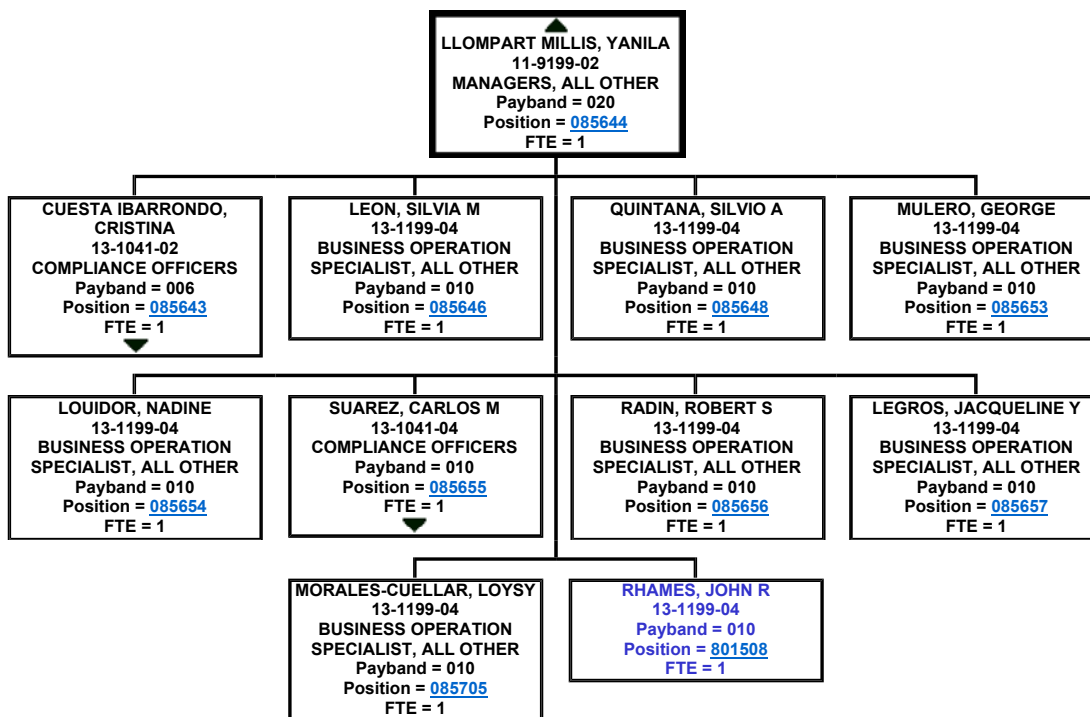 LLOMPART MILLIS, YANILA
11-9199-02
MANAGERS, ALL OTHER
Payband = 020
Position = 085644
FTE = 1
CUESTA IBARRONDO,
CRISTINA
13-1041-02
COMPLIANCE OFFICERS
Payband = 006
Position = 085643
FTE = 1
LEON, SILVIA M
13-1199-04
BUSINESS OPERATION
SPECIALIST, ALL OTHER
Payband = 010
Position = 085646
FTE = 1
QUINTANA, SILVIO A
13-1199-04
BUSINESS OPERATION
SPECIALIST, ALL OTHER
Payband = 010
Position = 085648
FTE = 1
MULERO, GEORGE
13-1199-04
BUSINESS OPERATION
SPECIALIST, ALL OTHER
Payband = 010
Position = 085653
FTE = 1
LOUIDOR, NADINE
13-1199-04
BUSINESS OPERATION
SPECIALIST, ALL OTHER
Payband = 010
Position = 085654
FTE = 1
SUAREZ, CARLOS M
13-1041-04
COMPLIANCE OFFICERS
Payband = 010
Position = 085655
FTE = 1
RADIN, ROBERT S
13-1199-04
BUSINESS OPERATION
SPECIALIST, ALL OTHER
Payband = 010
Position = 085656
FTE = 1
LEGROS, JACQUELINE Y
13-1199-04
BUSINESS OPERATION
SPECIALIST, ALL OTHER
Payband = 010
Position = 085657
FTE = 1
MORALES-CUELLAR, LOYSY
13-1199-04
BUSINESS OPERATION
SPECIALIST, ALL OTHER
Payband = 010
Position = 085705
FTE = 1
RHAMES, JOHN R
13-1199-04
Payband = 010
Position = 801508
FTE = 1